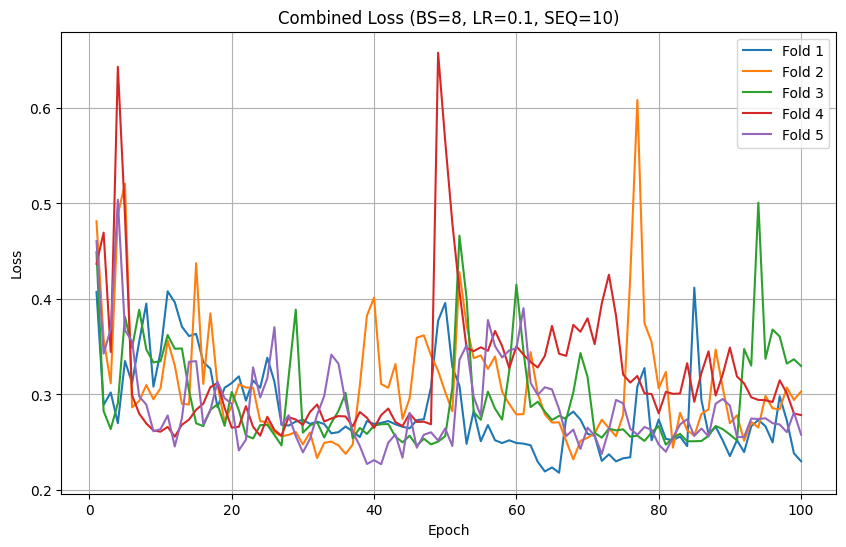 Combined Loss (BS=8, LR=0.1, SEQ=10)
Fold 1
Fold 2
Fold 3
Fold 4
Fold 5
Loss
0.6
0.5
0.4
0.3
0.2
0 20 40 60 80 100
Epoch